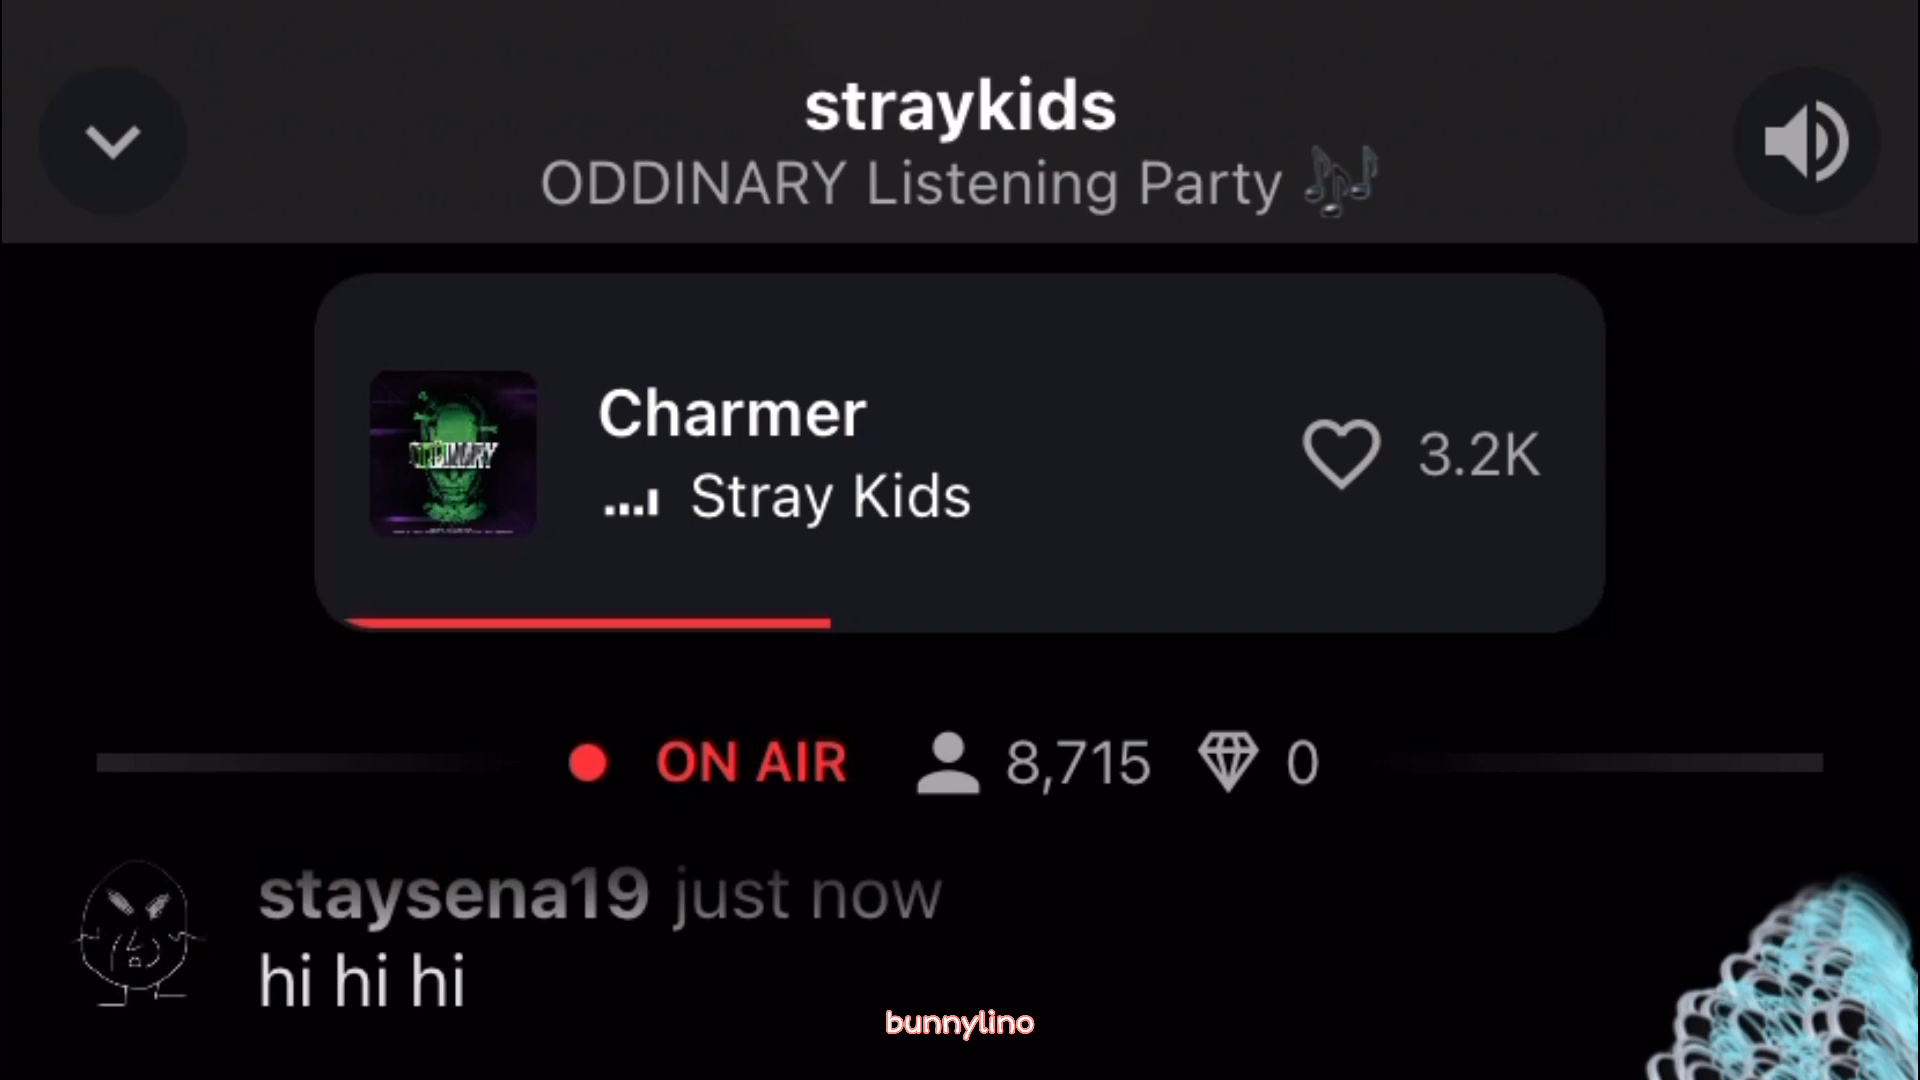 straykids
ODDINARY Listening Party 🎶
ODDINARY
Charmer
Stray Kids
3.2K
ON AIR
8,715
0
staysena19 just now
hi hi hi
bunnylino